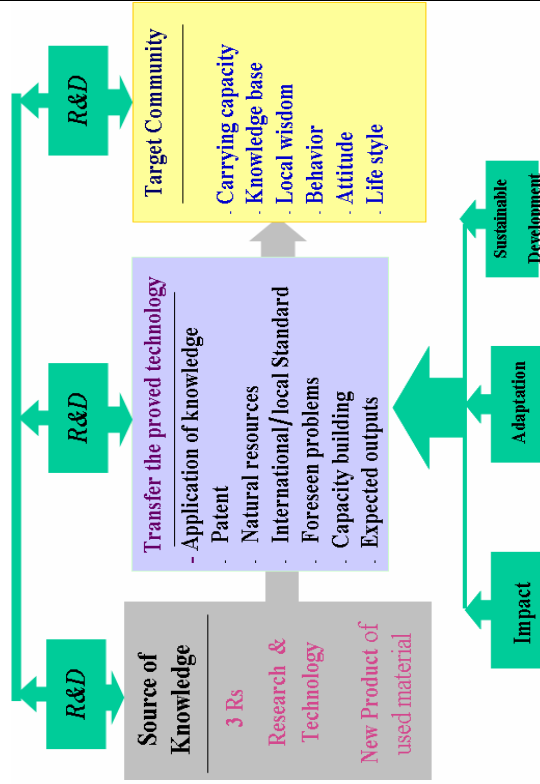 R&D
R&D
R&D
Source of
Knowledge
3 Rs
Research &
Technology
New Product of
used material
Transfer the proved technology
- Application of knowledge
- Patent
- Natural resources
- International/ local Standard
- Foreseen problems
- Capacity building
- Expected outputs
Target Community
- Carrying capacity
- Knowledge base
- Local wisdom
- Behavior
- Attitude
- Life style
Impact
Adaptation
Sustainable
Development